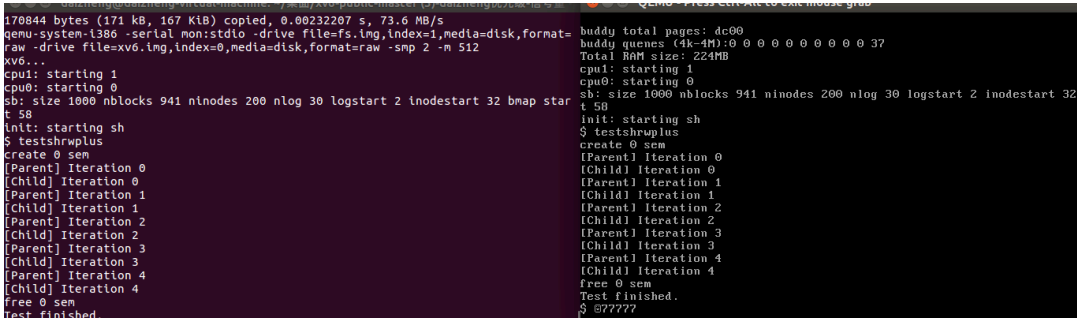 170844 bytes (171 kB, 167 KiB) copied, 0.00232207 s, 73.6 MB/s
qemu-system-i386 -serial mon:stdio -drive file=fs.img,index=1,media=disk,format=
raw -drive file=xv6.img,index=0,media=disk,format=raw -smp 2 -m 512
xv6...
cpu1: starting 1
cpu0: starting 0
sb: size 1000 nblocks 941 ninodes 200 nlog 30 logstart 2 inodestart 32 bmap star
t 58
init: starting sh
$ testshrwplus
create 0 sem
[Parent] Iteration 0
[Child] Iteration 0
[Parent] Iteration 1
[Child] Iteration 1
[Parent] Iteration 2
[Child] Iteration 2
[Parent] Iteration 3
[Child] Iteration 3
[Parent] Iteration 4
[Child] Iteration 4
free 0 sem
Test finished.
QEMU - Press Ctrl-Alt to exit mouse grab
buddy total pages: dc00
buddy quenes (4k-4M):0 0 0 0 0 0 0 0 0 0 37
Total RAM size: 224MB
cpu1: starting 1
cpu0: starting 0
sb: size 1000 nblocks 941 ninodes 200 nlog 30 logstart 2 inodestart 32
t 58
init: starting sh
$ testshrwplus
create 0 sem
[Parent] Iteration 0
[Child] Iteration 0
[Parent] Iteration 1
[Child] Iteration 1
[Parent] Iteration 2
[Child] Iteration 2
[Parent] Iteration 3
[Child] Iteration 3
[Parent] Iteration 4
[Child] Iteration 4
free 0 sem
Test finished.
$ @77777